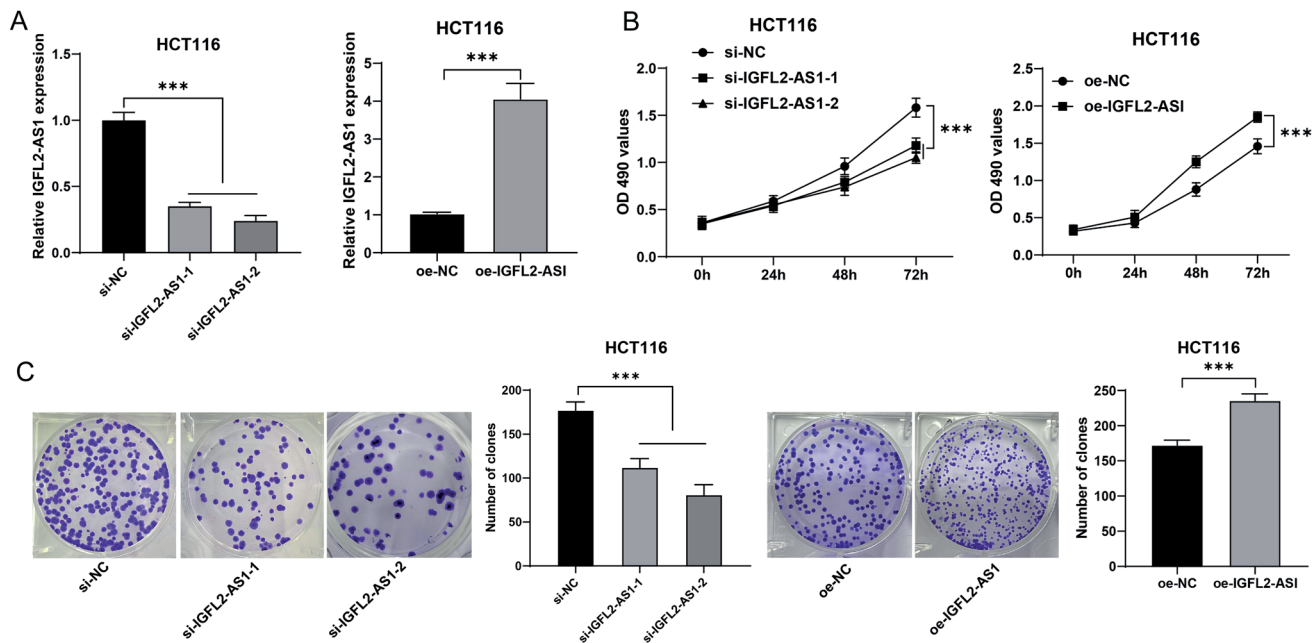 A
HCT116
Relative IGFL2-AS1 expression
1.5
1.0
0.5
0.0
***
si-NC
si-IGFL2-AS1-1
si-IGFL2-AS1-2
HCT116
Relative IGFL2-AS1 expression
5
4
3
2
1
0
***
oe-NC
oe-IGFL2-ASI
B
HCT116
OD 490 values
2.0
1.5
1.0
0.5
0.0
si-NC
si-IGFL2-AS1-1
si-IGFL2-AS1-2
***
0h
24h
48h
72h
HCT116
OD 490 values
2.5
2.0
1.5
1.0
0.5
0.0
oe-NC
oe-IGFL2-ASI
***
0h
24h
48h
72h
C
si-NC
si-IGFL2-AS1-1
si-IGFL2-AS1-2
HCT116
Number of clones
200
150
100
50
0
***
si-NC
si-IGFL2-AS1-1
si-IGFL2-AS1-2
oe-NC
oe-IGFL2-AS1
HCT116
Number of clones
250
200
150
100
50
0
***
oe-NC
oe-IGFL2-ASI